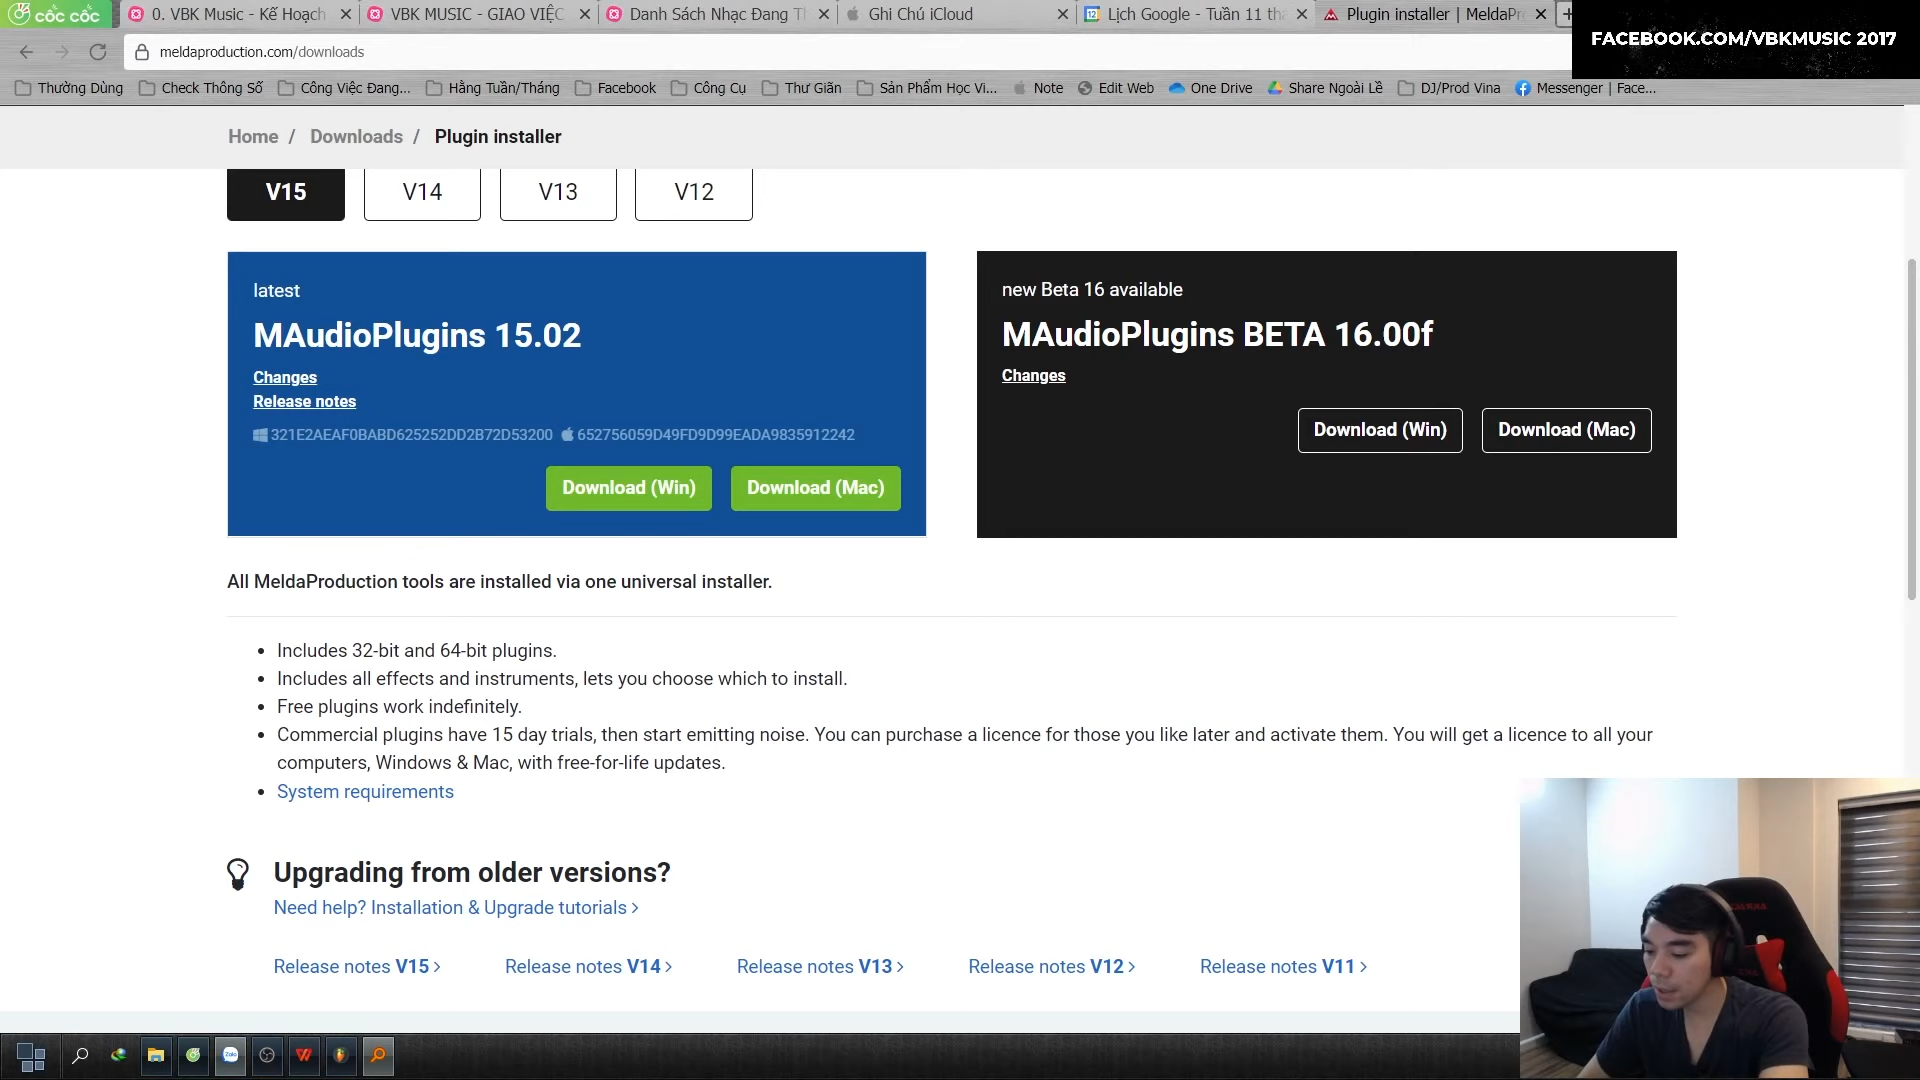 cốc cốc
0. VBK Music - Kế Hoạch
VBK MUSIC - GIAO VIỆC
Danh Sách Nhạc Đang Th
Ghi Chú iCloud
Lịch Google - Tuần 11 thá
Plugin installer | MeldaPr
FACEBOOK.COM/VBKMUSIC 2017
meldaproduction.com/downloads
Thường Dùng
Check Thông Số
Công Việc Đang...
Hằng Tuần/Tháng
Facebook
Công Cụ
Thư Giãn
Sản Phẩm Học Vi...
Note
Edit Web
One Drive
Share Ngoài Lề
DJ/Prod Vina
Messenger | Face...
Home / Downloads / Plugin installer
V15
V14
V13
V12
latest
MAudioPlugins 15.02
Changes
Release notes
321E2AEAF0BABD625252DD2B72D53200 652756059D49FD9D99EADA9835912242
Download (Win)
Download (Mac)
new Beta 16 available
MAudioPlugins BETA 16.00f
Changes
Download (Win)
Download (Mac)
All MeldaProduction tools are installed via one universal installer.
• Includes 32-bit and 64-bit plugins.
• Includes all effects and instruments, lets you choose which to install.
• Free plugins work indefinitely.
• Commercial plugins have 15 day trials, then start emitting noise. You can purchase a licence for those you like later and activate them. You will get a licence to all your
computers, Windows & Mac, with free-for-life updates.
• System requirements
Upgrading from older versions?
Need help? Installation & Upgrade tutorials >
Release notes V15 >
Release notes V14 >
Release notes V13 >
Release notes V12 >
Release notes V11 >
Zalo